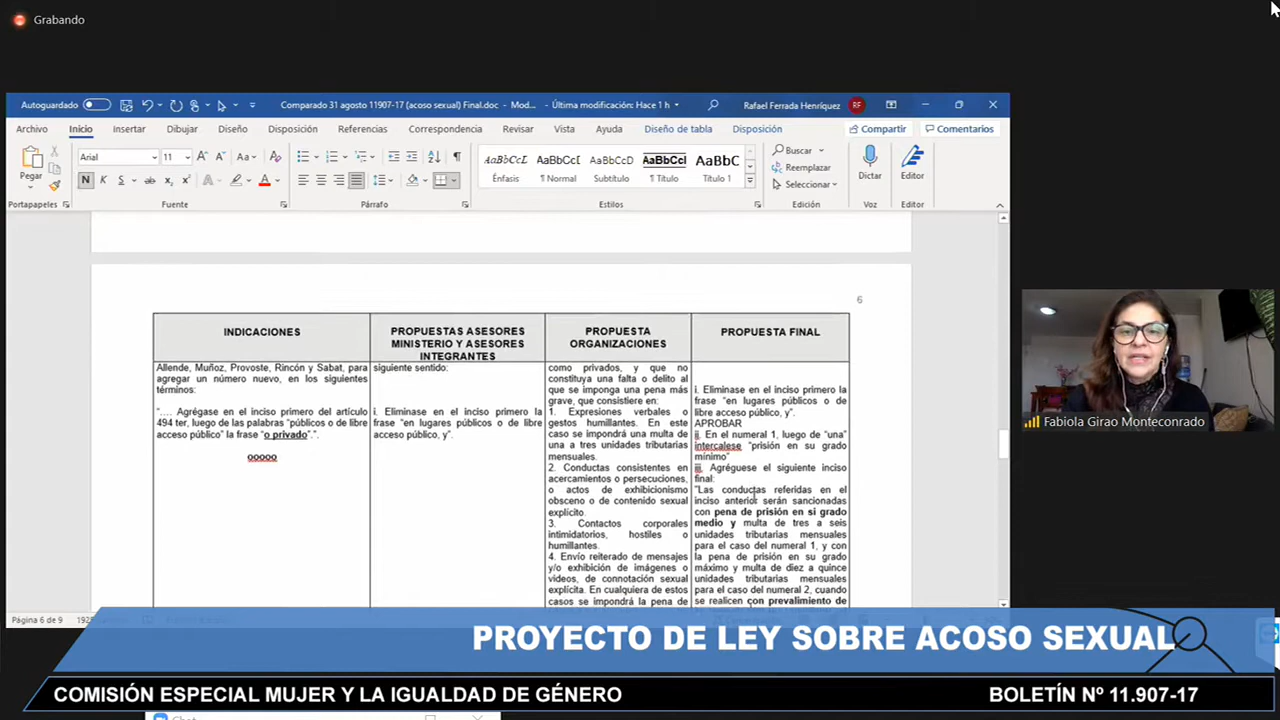 Grabando
Autoguardado
Comparado 31 agosto 11907-17 (acoso sexual) Final.doc - Mod... - Última modificación: Hace 1 h
Rafael Ferrada Henríquez
RF
Archivo Inicio Insertar Dibujar Diseño Disposición Referencias Correspondencia Revisar Vista Ayuda Diseño de tabla Disposición
Compartir
Comentarios
Pegar
Arial
11
N K S ab x₂ x²
Aa
AaBbCcL AaBbCcI AaBbCcD AaBbCcI AaBbC
Énfasis ¶ Normal Subtítulo ¶ Título Título 1
Buscar
Reemplazar
Seleccionar
Dictar
Editor
Portapapeles Fuente Párrafo Estilos Edición Voz Editor
6
INDICACIONES
Allende, Muñoz, Provoste, Rincón y Sabat, para
agregar un número nuevo, en los siguientes
términos:
“.... Agrégase en el inciso primero del artículo
494 ter, luego de las palabras “públicos o de libre
acceso público” la frase “o privado”.”.
ooooo
PROPUESTAS ASESORES
MINISTERIO Y ASESORES
INTEGRANTES
siguiente sentido:
i. Elimínase en el inciso primero la
frase “en lugares públicos o de libre
acceso público, y”.
PROPUESTA
ORGANIZACIONES
como privados, y que no
constituya una falta o delito al
que se imponga una pena más
grave, que consistiere en:
1. Expresiones verbales o
gestos humillantes. En este
caso se impondrá una multa de
una a tres unidades tributarias
mensuales.
2. Conductas consistentes en
acercamientos o persecuciones,
o actos de exhibicionismo
obsceno o de contenido sexual
explícito.
3. Contactos corporales
intimidatorios, hostiles o
humillantes.
4. Envío reiterado de mensajes
y/o exhibición de imágenes o
videos, de connotación sexual
explícita. En cualquiera de estos
casos se impondrá la pena de
PROPUESTA FINAL
i. Eliminase en el inciso primero la
frase “en lugares públicos o de
libre acceso público, y”.
APROBAR
ii. En el numeral 1, luego de “una”
intercalese “prisión en su grado
mínimo”
iii. Agréguese el siguiente inciso
final:
“Las conductas referidas en el
inciso anterior serán sancionadas
con pena de prisión en si grado
medio y multa de tres a seis
unidades tributarias mensuales
para el caso del numeral 1, y con
la pena de prisión en su grado
máximo y multa de diez a quince
unidades tributarias mensuales
para el caso del numeral 2, cuando
se realicen con prevalimiento de
Página 6 de 9
Fabiola Girao Monteconrado
PROYECTO DE LEY SOBRE ACOSO SEXUAL
COMISIÓN ESPECIAL MUJER Y LA IGUALDAD DE GÉNERO
BOLETÍN Nº 11.907-17